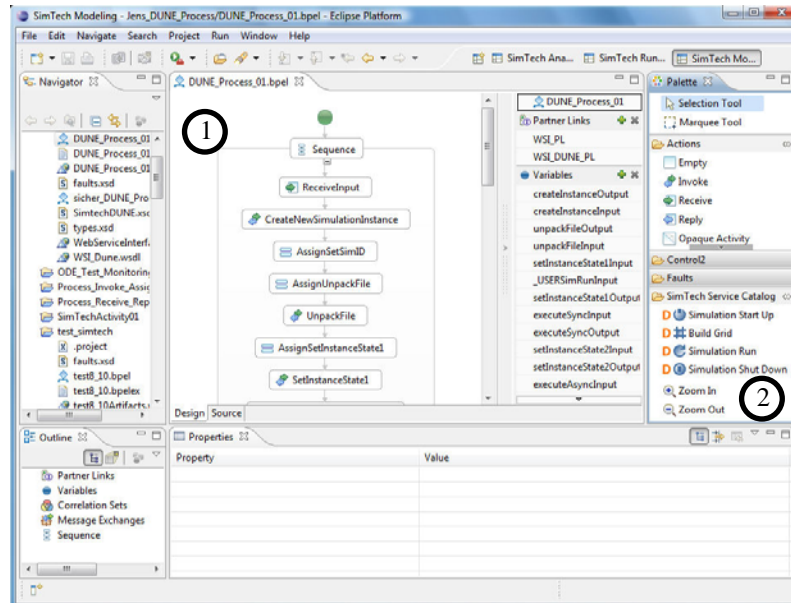 SimTech Modeling - Jens_DUNE_Process/DUNE_Process_01.bpel - Eclipse Platform
File Edit Navigate Search Project Run Window Help
SimTech Ana... SimTech Run... SimTech Mo...
Navigator
DUNE_Process_01
DUNE_Process_01
DUNE_Process_01
faults.xsd
sicher_DUNE_Pro
SimtechDUNE.xsc
types.xsd
WebServiceInterf.
WSI_Dune.wsdl
ODE_Test_Monitoring
Process_Invoke_Assig
Process_Receive_Rep
SimTechActivity01
test_simtech
.project
faults.xsd
test8_10.bpel
test8_10.bpelex
test8_10Artifacts.
DUNE_Process_01.bpel
1
Sequence
ReceiveInput
CreateNewSimulationInstance
AssignSetSimID
AssignUnpackFile
UnpackFile
AssignSetInstanceState1
SetInstanceState1
Design Source
DUNE_Process_01
Partner Links
WSI_PL
WSI_DUNE_PL
Variables
createInstanceOutput
createInstanceInput
unpackFileOutput
unpackFileInput
setInstanceState1Input
_USERSimRunInput
setInstanceState1Output
executeSyncInput
executeSyncOutput
setInstanceState2Input
setInstanceState2Output
executeAsyncInput
Palette
Selection Tool
Marquee Tool
Actions
Empty
Invoke
Receive
Reply
Opaque Activity
Control2
Faults
SimTech Service Catalog
D Simulation Start Up
D Build Grid
D Simulation Run
D Simulation Shut Down
Zoom In
Zoom Out
2
Outline
Partner Links
Variables
Correlation Sets
Message Exchanges
Sequence
Properties
Property Value